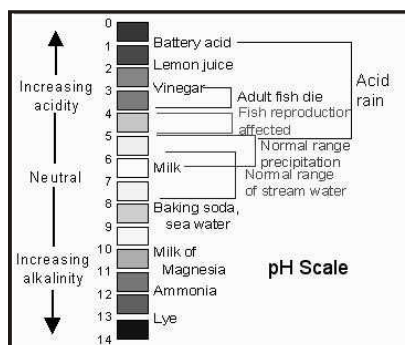 0
1
2
3
4
5
6
7
8
9
10
11
12
13
14
Increasing
acidity
Neutral
Increasing
alkalinity
Battery acid
Lemon juice
Vinegar
Adult fish die
Fish reproduction
affected
Acid
rain
Normal range
precipitation
Milk
Normal range
of stream water
Baking soda,
sea water
Milk of
Magnesia
Ammonia
Lye
pH Scale